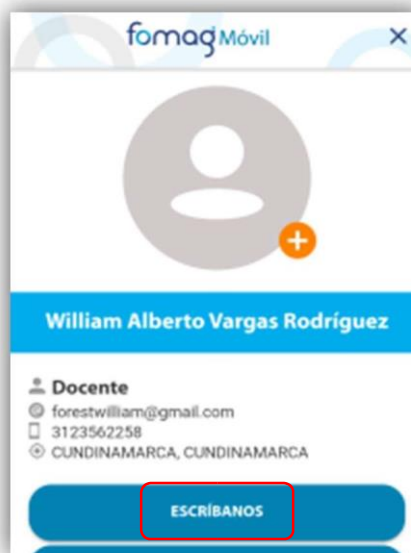 fomag Móvil
William Alberto Vargas Rodríguez
Docente
forestwilliam@gmail.com
3123562258
CUNDINAMARCA, CUNDINAMARCA
ESCRÍBANOS